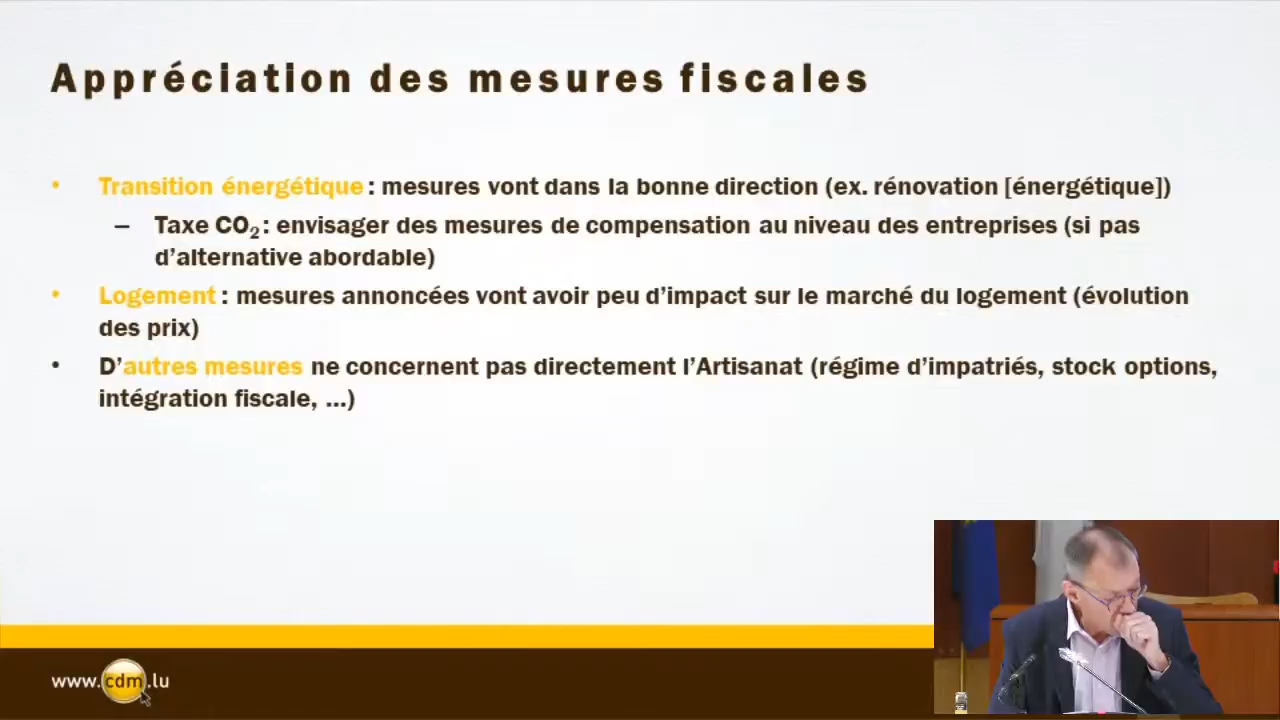 Appréciation des mesures fiscales
• Transition énergétique : mesures vont dans la bonne direction (ex. rénovation [énergétique])
– Taxe CO₂ : envisager des mesures de compensation au niveau des entreprises (si pas
d’alternative abordable)
• Logement : mesures annoncées vont avoir peu d’impact sur le marché du logement (évolution
des prix)
• D’autres mesures ne concernent pas directement l’Artisanat (régime d’impatriés, stock options,
intégration fiscale, ...)
www.cdm.lu